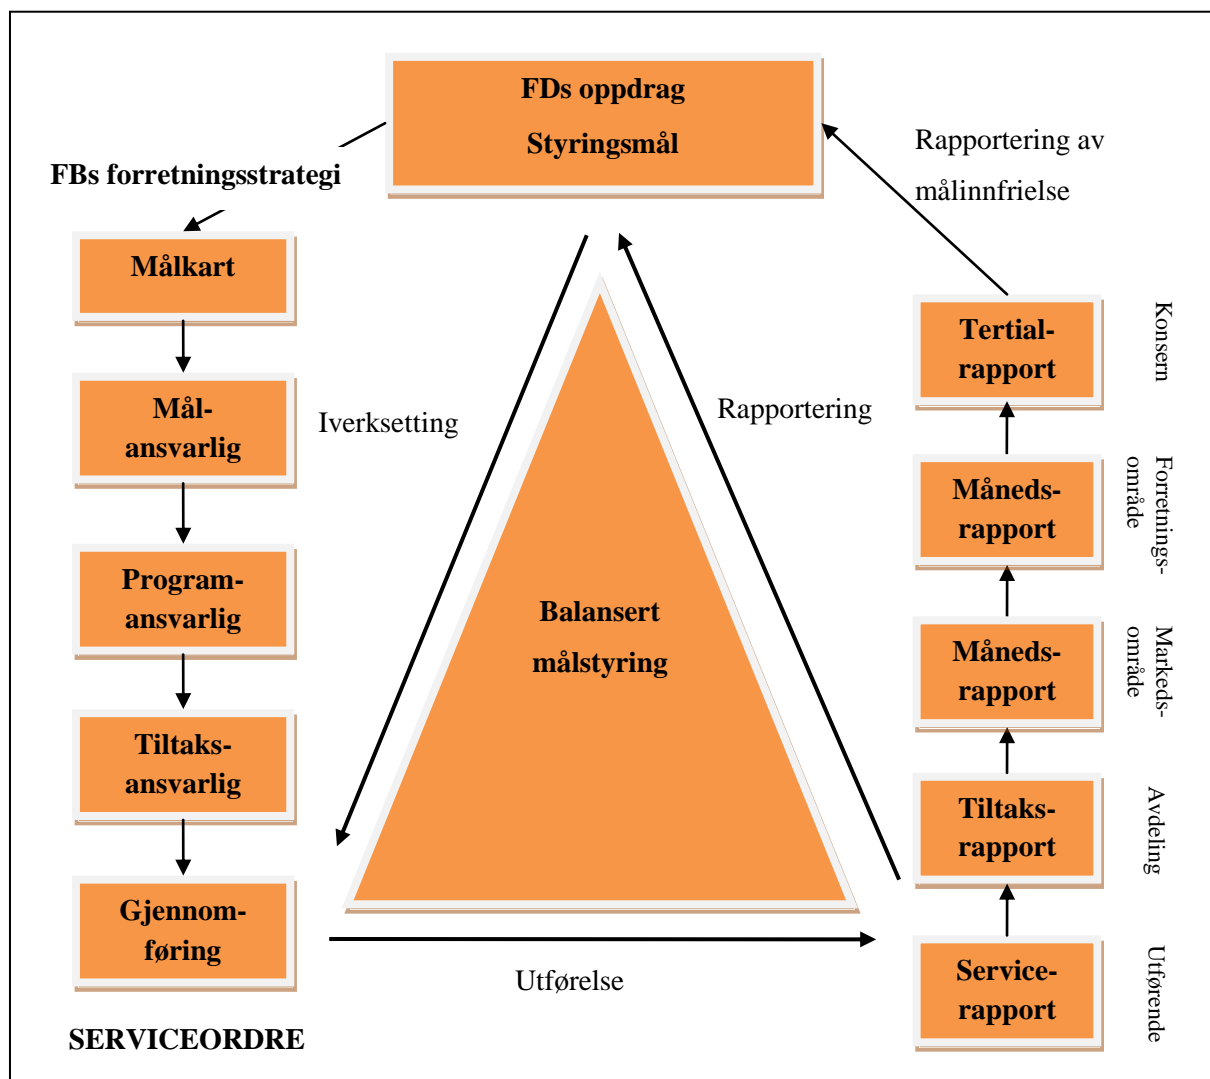 FDs oppdrag
Styringsmål
FBs forretningsstrategi
Målkart
Mål-
ansvarlig
Program-
ansvarlig
Tiltaks-
ansvarlig
Gjennom-
føring
SERVICEORDRE
Iverksetting
Balansert
målstyring
Utførelse
Rapportering
Rapportering av
målinnfrielse
Tertial-
rapport
Konsern
Måneds-
rapport
Forretnings-
område
Måneds-
rapport
Markeds-
område
Tiltaks-
rapport
Avdeling
Service-
rapport
Utførende